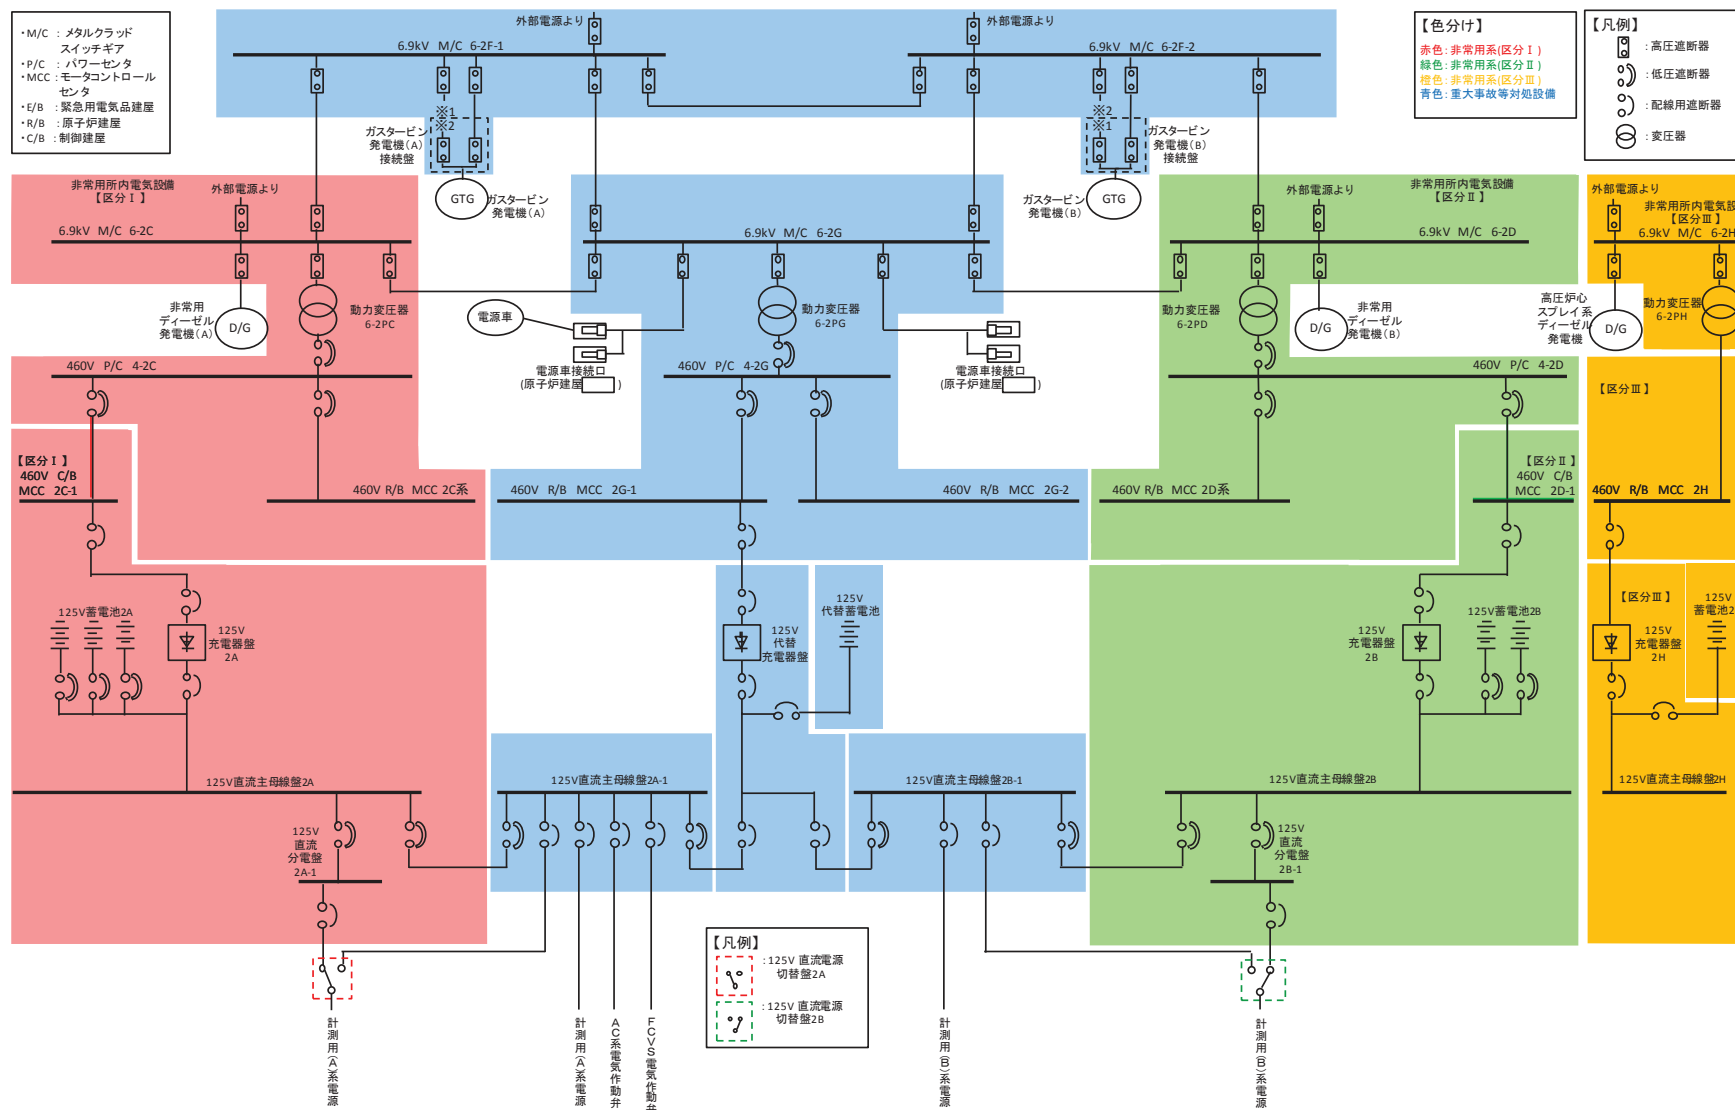 ・M/C ： メタルクラッド
スイッチギア
・P/C ： パワーセンタ
・MCC ：モータコントロール
センタ
・E/B ：緊急用電気品建屋
・R/B ：原子炉建屋
・C/B ：制御建屋
外部電源より
外部電源より
6.9kV M/C 6-2F-1
6.9kV M/C 6-2F-2
【色分け】
赤色：非常用系(区分Ⅰ)
緑色：非常用系(区分Ⅱ)
橙色：非常用系(区分Ⅲ)
青色：重大事故等対処設備
【凡例】
：高圧遮断器
：低圧遮断器
：配線用遮断器
：変圧器
※1
※2
ガスタービン
発電機(A)
接続盤
※2
※1
ガスタービン
発電機(B)
接続盤
GTG
ガスタービン
発電機(A)
ガスタービン
発電機(B)
GTG
非常用所内電気設備
【区分Ⅰ】
外部電源より
6.9kV M/C 6-2C
6.9kV M/C 6-2G
外部電源より
非常用所内電気設備
【区分Ⅱ】
6.9kV M/C 6-2D
外部電源より
非常用所内電気設
【区分Ⅲ】
6.9kV M/C 6-2H
非常用
ディーゼル
発電機(A)
D/G
動力変圧器
6-2PC
電源車
動力変圧器
6-2PG
動力変圧器
6-2PD
D/G
非常用
ディーゼル
発電機(B)
高圧炉心
スプレイ系
ディーゼル
発電機
D/G
動力変圧器
6-2PH
460V P/C 4-2C
460V P/C 4-2G
460V P/C 4-2D
電源車接続口
(原子炉建屋 )
電源車接続口
(原子炉建屋 )
【区分Ⅲ】
【区分Ⅰ】
460V C/B
MCC 2C-1
460V R/B MCC 2C系
460V R/B MCC 2G-1
460V R/B MCC 2G-2
460V R/B MCC 2D系
【区分Ⅱ】
460V C/B
MCC 2D-1
460V R/B MCC 2H
125V蓄電池2A
125V
充電器盤
2A
125V
代替
充電器盤
125V
代替蓄電池
125V
充電器盤
2B
125V蓄電池2B
【区分Ⅲ】
125V
充電器盤
2H
125V
蓄電池2
125V直流主母線盤2A
125V直流主母線盤2A-1
125V直流主母線盤2B-1
125V直流主母線盤2B
125V直流主母線盤2H
125V
直流
分電盤
2A-1
125V
直流
分電盤
2B-1
【凡例】
：125V 直流電源
切替盤2A
：125V 直流電源
切替盤2B
計測用(A)系電源
計測用(A)系電源
AC系電気作動弁
FCVS電気作動弁
計測用(B)系電源
計測用(B)系電源